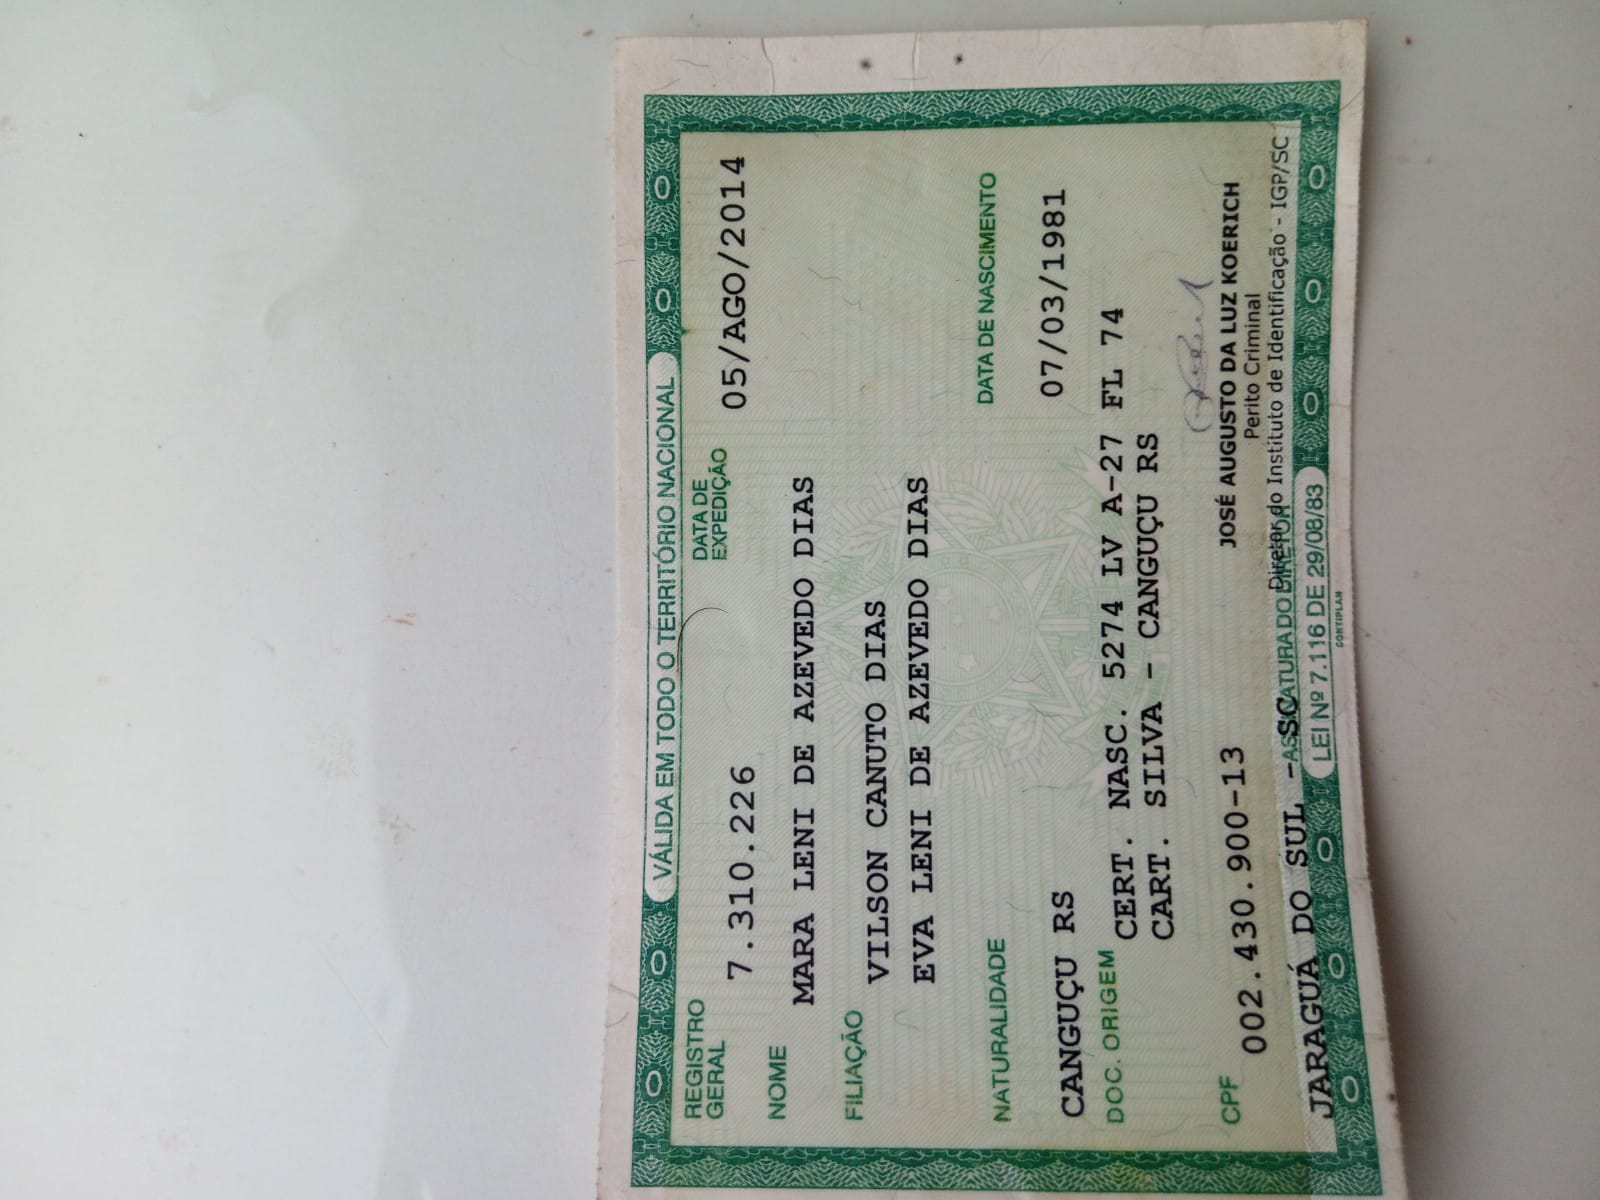 VÁLIDA EM TODO O TERRITÓRIO NACIONAL
REGISTRO GERAL 7.310.226 DATA DE EXPEDIÇÃO 05/AGO/2014
NOME
MARA LENI DE AZEVEDO DIAS
FILIAÇÃO
VILSON CANUTO DIAS
EVA LENI DE AZEVEDO DIAS
NATURALIDADE DATA DE NASCIMENTO
CANGUÇU RS 07/03/1981
DOC. ORIGEM CERT. NASC. 5274 LV A-27 FL 74
CART. SILVA - CANGUÇU RS
CPF 002.430.900-13
JOSÉ AUGUSTO DA LUZ KOERICH
Perito Criminal
Diretor do Instituto de Identificação - IGP/SC
JARAGUÁ DO SUL - SC
ASSINATURA DO DIRETOR
LEI Nº 7.116 DE 29/08/83